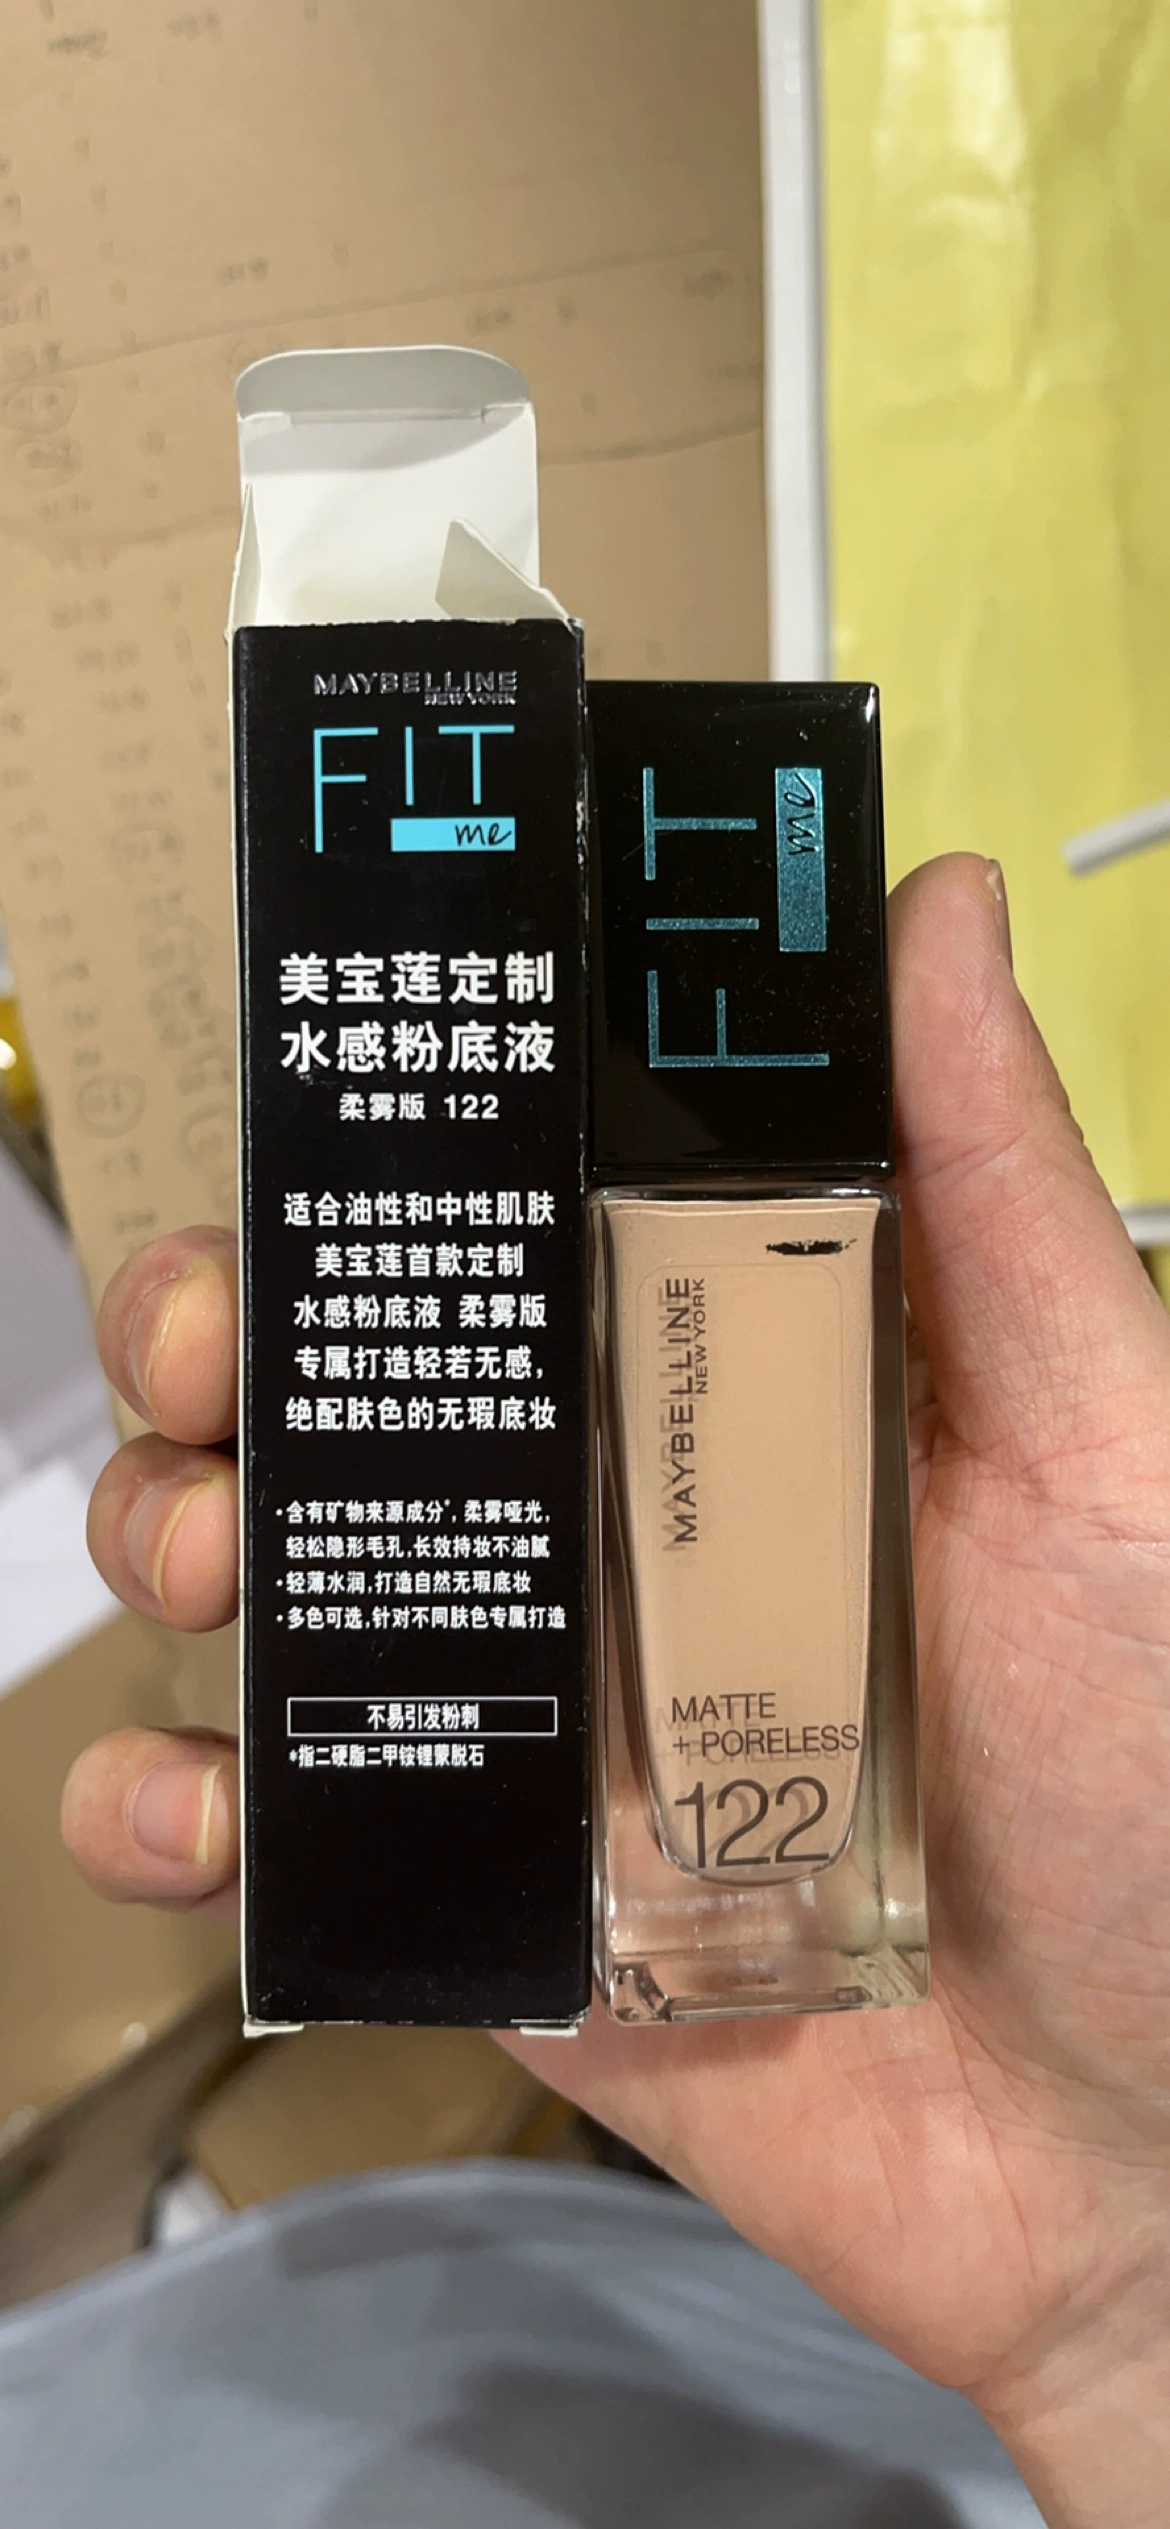 MAYBELLINE
NEW YORK
FIT
me
美宝莲定制
水感粉底液
柔雾版 122
适合油性和中性肌肤
美宝莲首款定制
水感粉底液 柔雾版
专属打造轻若无感,
绝配肤色的无瑕底妆
·含有矿物来源成分*,柔雾哑光,
轻松隐形毛孔,长效持妆不油腻
·轻薄水润,打造自然无瑕底妆
·多色可选,针对不同肤色专属打造
不易引发粉刺
*指二硬脂二甲铵锂蒙脱石
FIT
me
MAYBELLINE
NEW YORK
MATTE
+ PORELESS
122